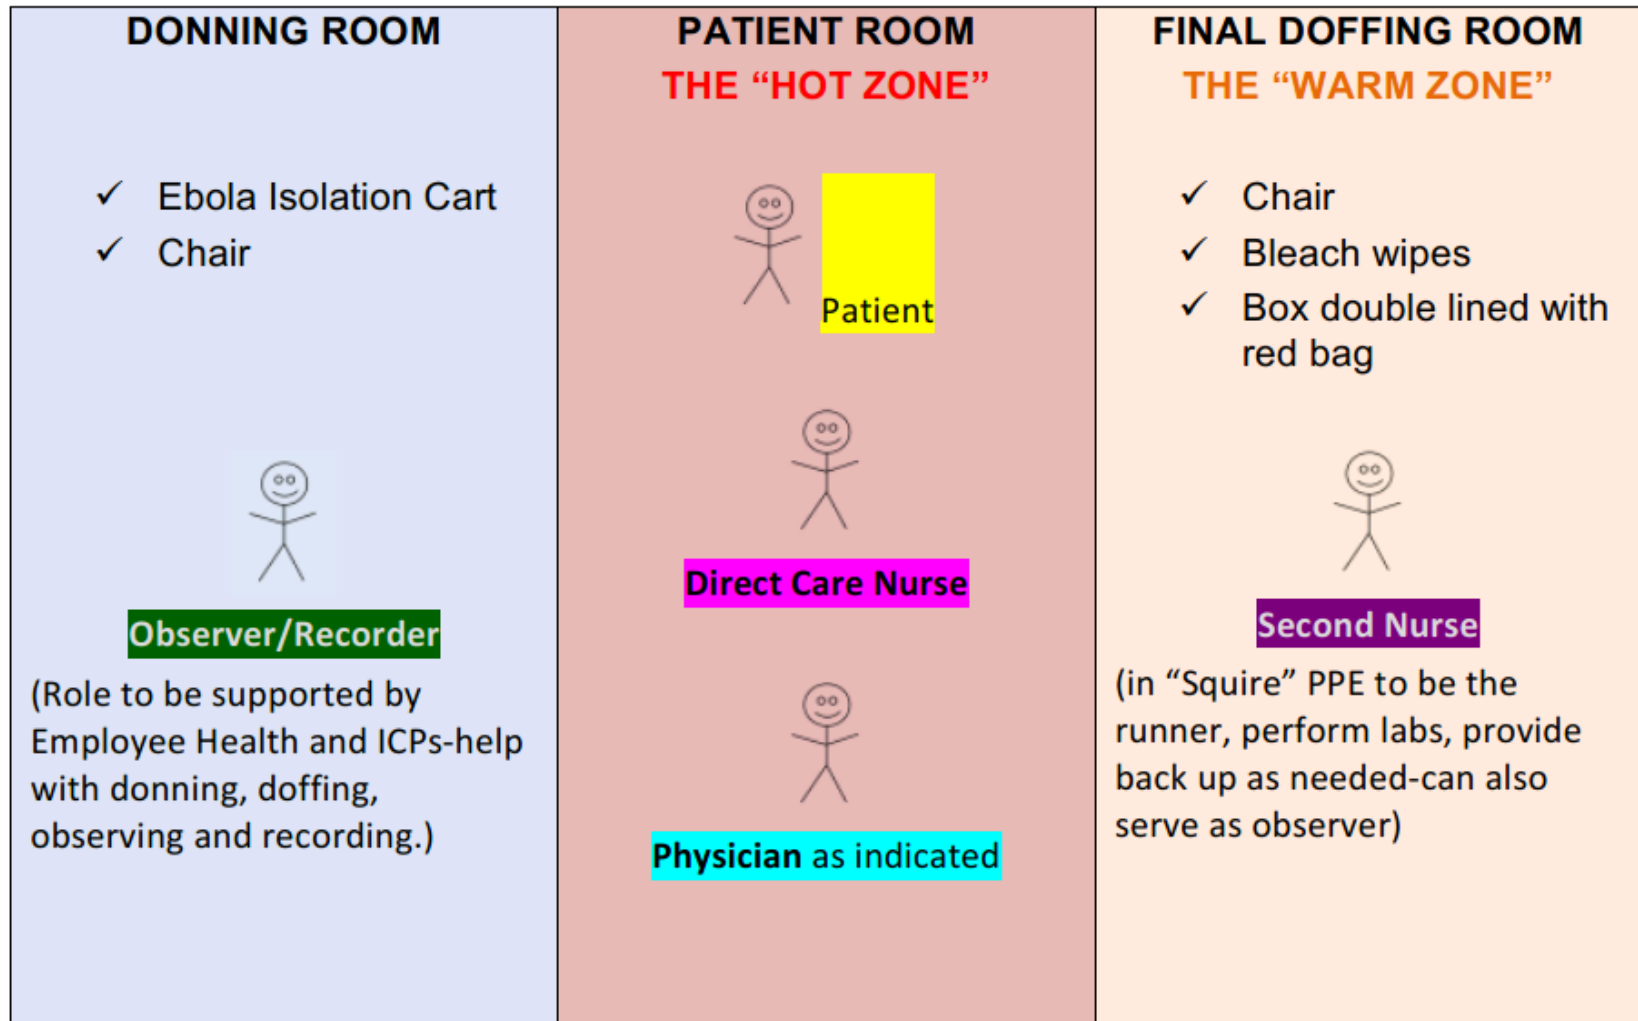 DONNING ROOM
✓ Ebola Isolation Cart
✓ Chair
Observer/Recorder
(Role to be supported by
Employee Health and ICPs-help
with donning, doffing,
observing and recording.)
PATIENT ROOM
THE “HOT ZONE”
Patient
Direct Care Nurse
Physician as indicated
FINAL DOFFING ROOM
THE “WARM ZONE”
✓ Chair
✓ Bleach wipes
✓ Box double lined with
red bag
Second Nurse
(in “Squire” PPE to be the
runner, perform labs, provide
back up as needed-can also
serve as observer)